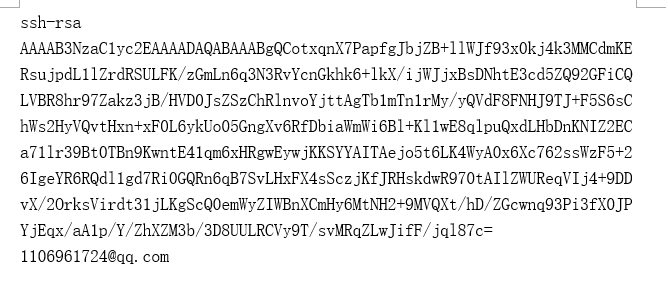 ssh-rsa
AAAAB3NzaC1yc2EAAAADAQABAAABgQCotxqnX7PapfgJbjZB+llWJf93x0kj4k3MMCdmKE
RsujpdL1lZrdRSULFK/zGmLn6q3N3RvYcnGkhk6+lkX/ijWJjxBsDNhtE3cd5ZQ92GFiCQ
LVBR8hr97Zakz3jB/HVD0JsZSzChRlnvoYjttAgTb1mTn1rMy/yQVdF8FNHJ9TJ+F5S6sC
hWs2HyVQvtHxn+xF0L6ykUo05GngXv6RfDbiaWmWi6Bl+Kl1wE8qlpuQxdLHbDnKNIZ2EC
a71lr39Bt0TBn9KwntE41qm6xHRgwEywjKKSYYAITAejo5t6LK4WyA0x6Xc762ssWzF5+2
6IgeYR6RQdl1gd7Ri0GQRn6qB7SvLHxFX4sSczjKfJRHskdwR970tAIlZWUReqVIj4+9DD
vX/2OrksVirdt31jLKgScQ0emWyZIWBnXCmHy6MtNH2+9MVQXt/hD/ZGcwnq93Pi3fX0JP
YjEqx/aA1p/Y/ZhXZM3b/3D8UULRCVy9T/svMRqZLwJifF/jql87c=
1106961724@qq.com